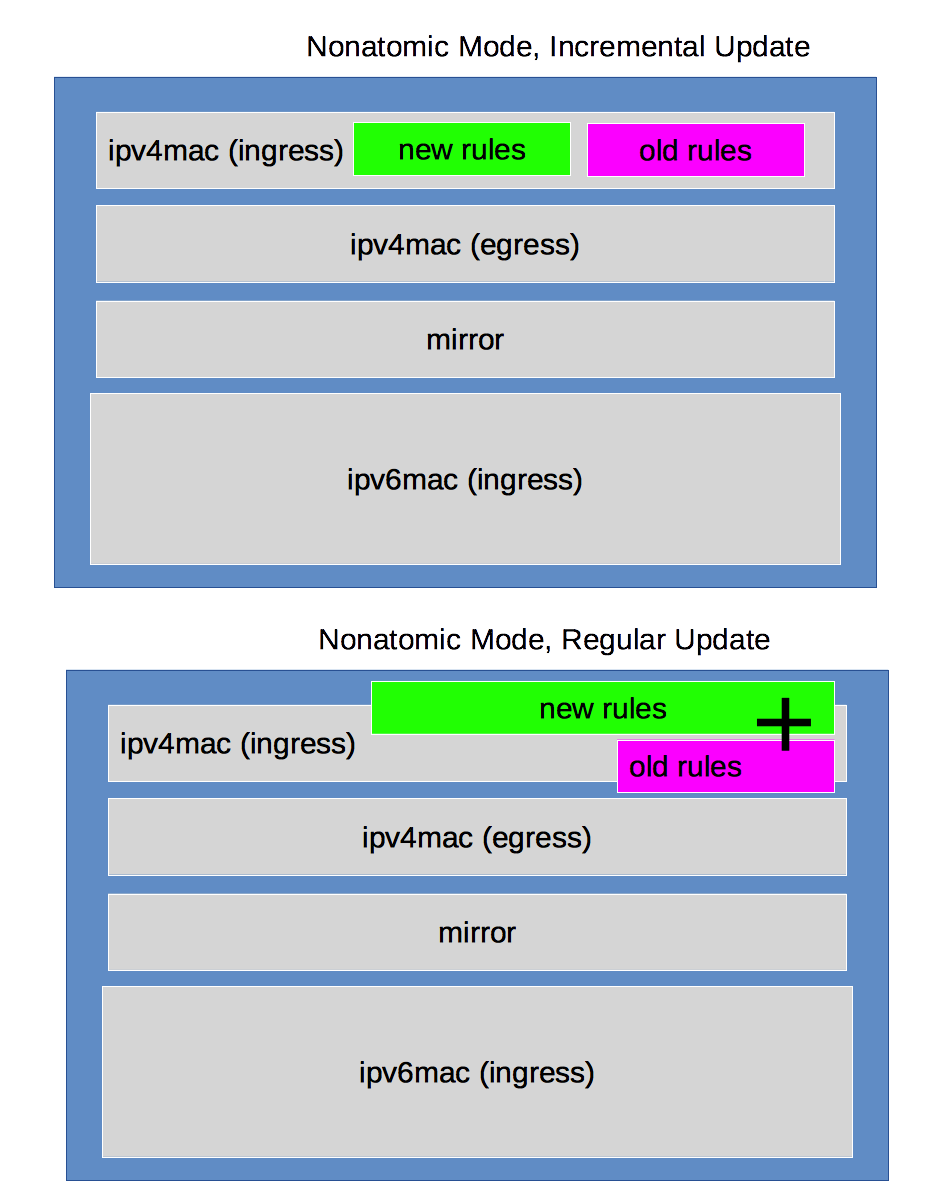 Nonatomic Mode, Incremental Update
ipv4mac (ingress) new rules old rules
ipv4mac (egress)
mirror
ipv6mac (ingress)
Nonatomic Mode, Regular Update
new rules
ipv4mac (ingress)
old rules
ipv4mac (egress)
mirror
ipv6mac (ingress)